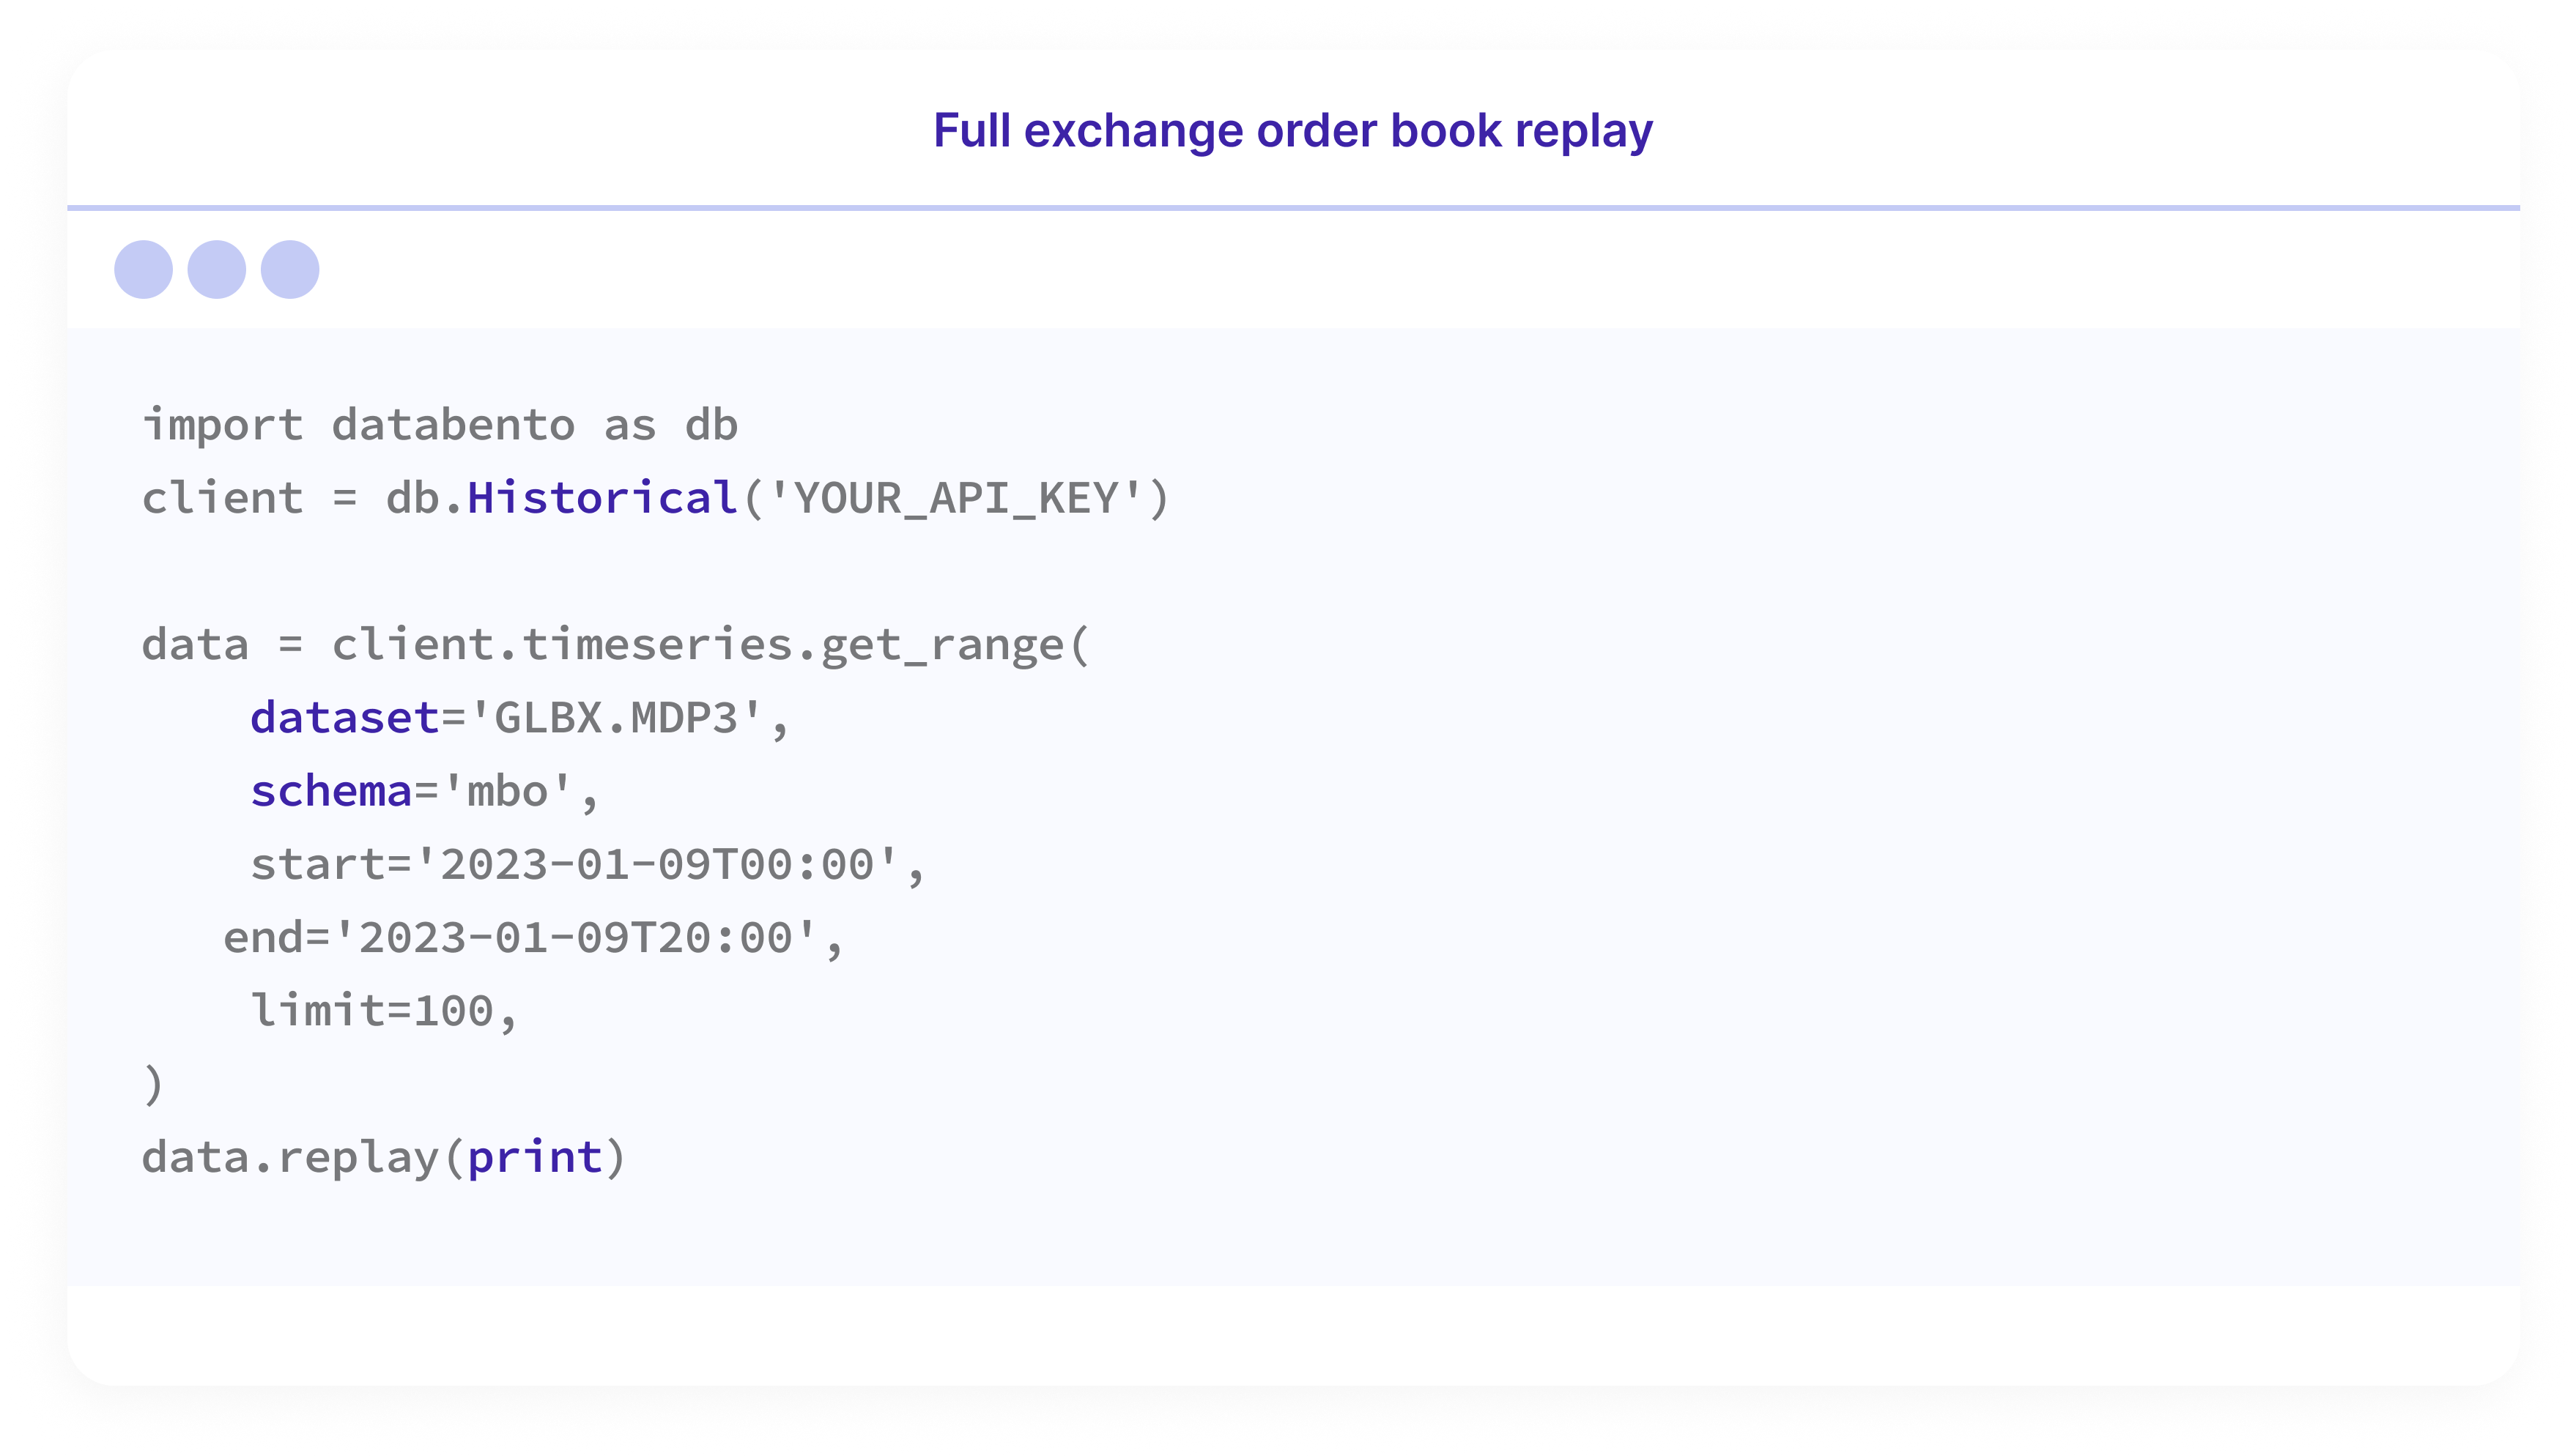 Full exchange order book replay
import databento as db
client = db.Historical('YOUR_API_KEY')
data = client.timeseries.get_range(
dataset='GLBX.MDP3',
schema='mbo',
start='2023-01-09T00:00',
end='2023-01-09T20:00',
limit=100,
)
data.replay(print)